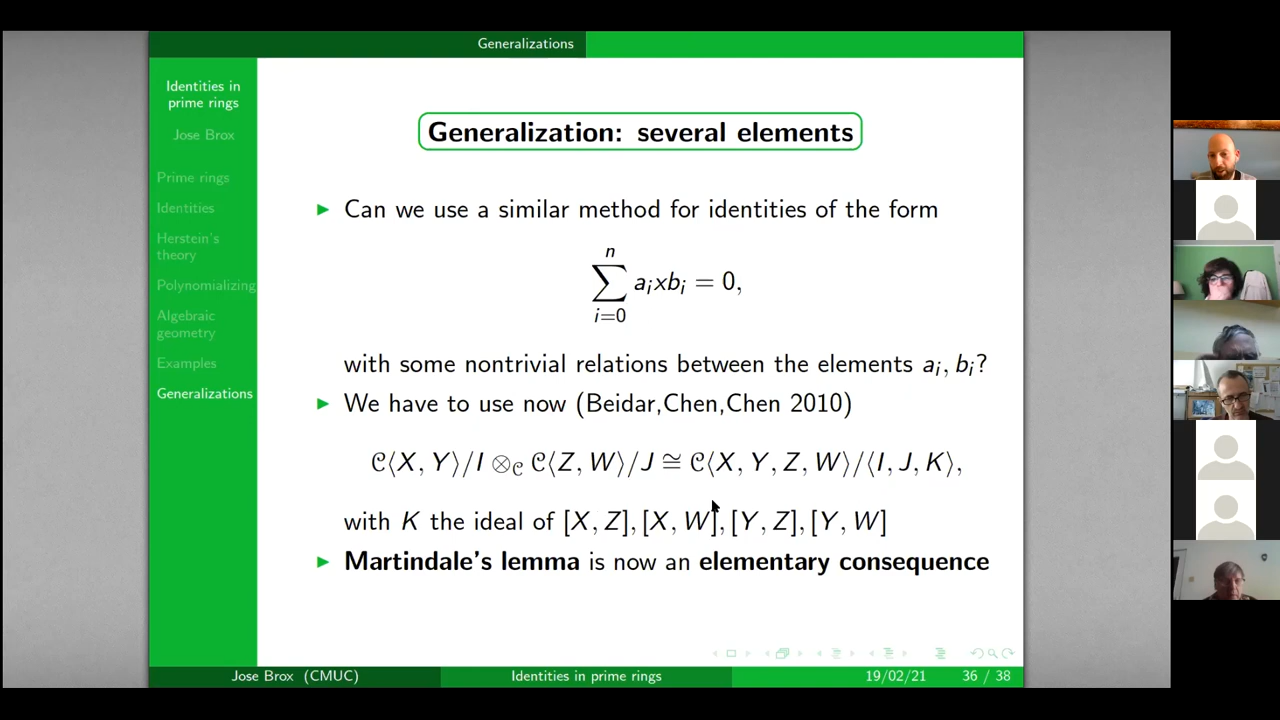 Generalizations
Identities in
prime rings
Jose Brox
Prime rings
Identities
Herstein's
theory
Polynomializing
Algebraic
geometry
Examples
Generalizations
Generalization: several elements
▶ Can we use a similar method for identities of the form
n
∑ aᵢxbᵢ = 0,
i=0
with some nontrivial relations between the elements aᵢ, bᵢ?
▶ We have to use now (Beidar,Chen,Chen 2010)
𝒞⟨X, Y⟩/I ⊗_𝒞 𝒞⟨Z, W⟩/J ≅ 𝒞⟨X, Y, Z, W⟩/⟨I, J, K⟩,
with K the ideal of [X, Z], [X, W], [Y, Z], [Y, W]
▶ Martindale's lemma is now an elementary consequence
Jose Brox (CMUC)
Identities in prime rings
19/02/21
36 / 38